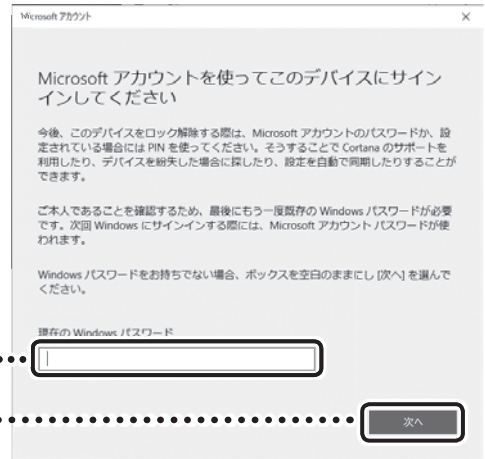 Microsoft アカウント
Microsoft アカウントを使ってこのデバイスにサイン
インしてください
今後、このデバイスをロック解除する際は、Microsoft アカウントのパスワードか、設
定されている場合には PIN を使ってください。そうすることで Cortana のサポートを
利用したり、デバイスを紛失した場合に探したり、設定を自動で同期したりすることが
できます。
ご本人であることを確認するため、最後にもう一度既存の Windows パスワードが必要
です。次回 Windows にサインインする際には、Microsoft アカウント パスワードが使
われます。
Windows パスワードをお持ちでない場合、ボックスを空白のままにし [次へ] を選んで
ください。
現在の Windows パスワード
次へ